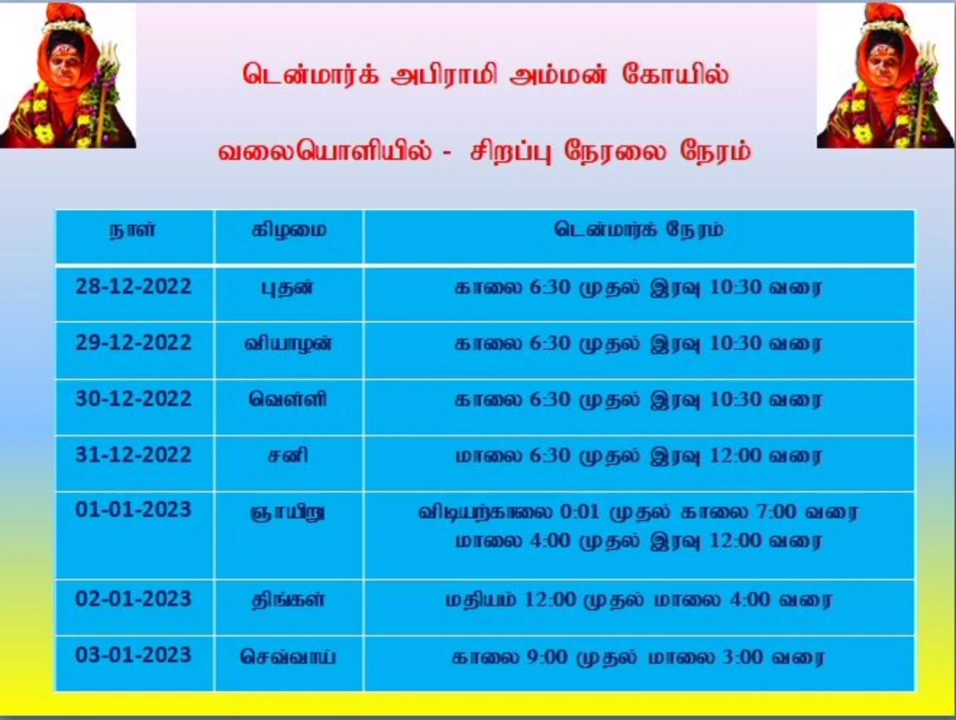 டென்மார்க் அபிராமி அம்மன் கோயில்
வலையொளியில் - சிறப்பு நேரலை நேரம்
நாள் கிழமை டென்மார்க் நேரம்
28-12-2022 புதன் காலை 6:30 முதல் இரவு 10:30 வரை
29-12-2022 வியாழன் காலை 6:30 முதல் இரவு 10:30 வரை
30-12-2022 வெள்ளி காலை 6:30 முதல் இரவு 10:30 வரை
31-12-2022 சனி மாலை 6:30 முதல் இரவு 12:00 வரை
01-01-2023 ஞாயிறு விடியற்காலை 0:01 முதல் காலை 7:00 வரை
மாலை 4:00 முதல் இரவு 12:00 வரை
02-01-2023 திங்கள் மதியம் 12:00 முதல் மாலை 4:00 வரை
03-01-2023 செவ்வாய் காலை 9:00 முதல் மாலை 3:00 வரை